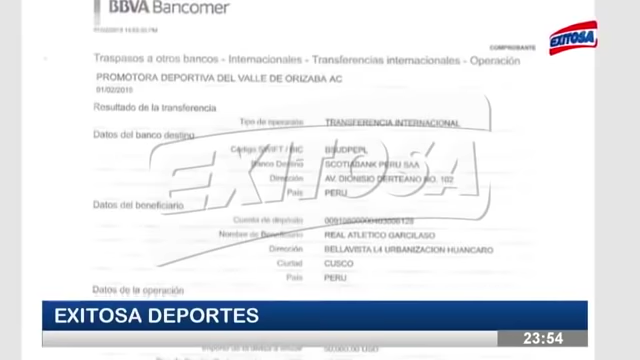 BBVA Bancomer
EXITOSA
COMPROBANTE
Traspasos a otros bancos - Internacionales - Transferencias internacionales - Operación
PROMOTORA DEPORTIVA DEL VALLE DE ORIZABA AC
01/02/2019
Resultado de la transferencia
Tipo de operación TRANSFERENCIA INTERNACIONAL
Datos del banco destino
Código SWIFT / BIC BSUDPEPL
Banco Destino SCOTIABANK PERU SAA
Dirección AV. DIONISIO DERTEANO NO. 102
País PERU
EXITOSA
Datos del beneficiario
Cuenta de depósito
Nombre de Beneficiario REAL ATLETICO GARCILASO
Dirección BELLAVISTA L4 URBANIZACION HUANCARO
Ciudad CUSCO
País PERU
Datos de la operación
EXITOSA DEPORTES
23:54